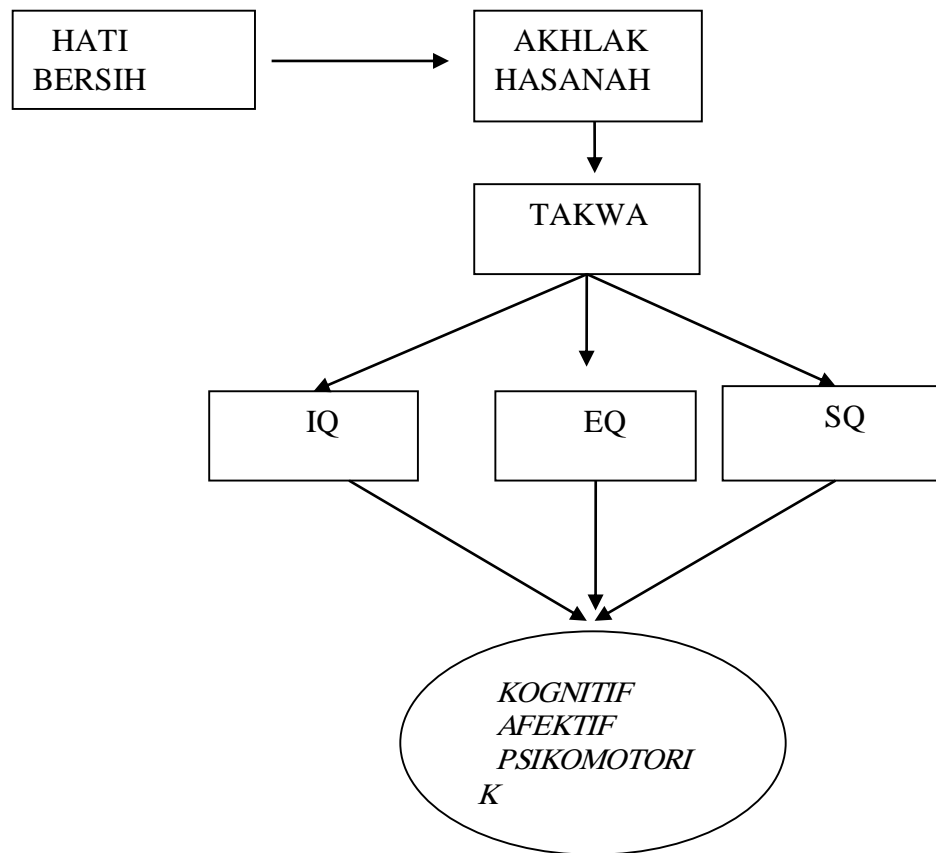 HATI
BERSIH
AKHLAK
HASANAH
TAKWA
IQ
EQ
SQ
KOGNITIF
AFEKTIF
PSIKOMOTORI
K